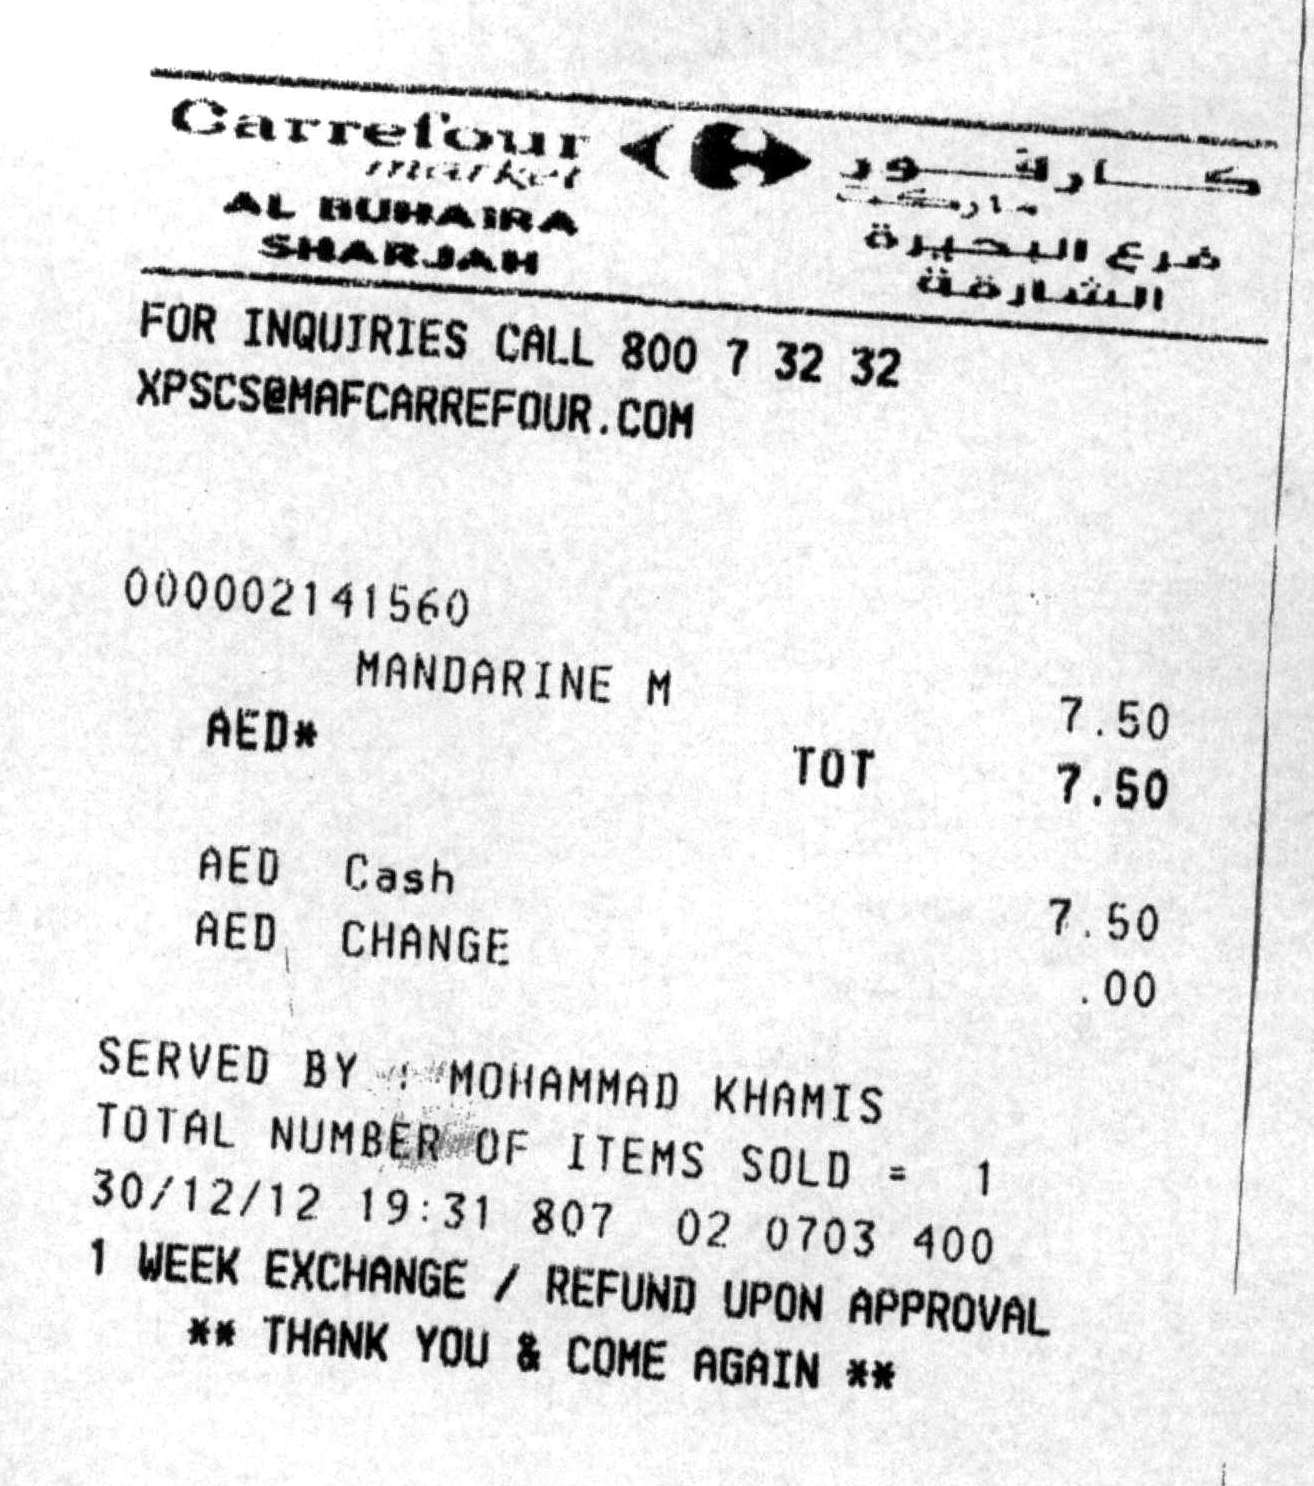 Carrefour كارفور
market ماركت
AL BUHAIRA فرع البحيرة
SHARJAH الشارقة
FOR INQUIRIES CALL 800 7 32 32
XPSCS@MAFCARREFOUR.COM
000002141560
MANDARINE M 7.50
AED* TOT 7.50
AED Cash 7.50
AED CHANGE .00
SERVED BY : MOHAMMAD KHAMIS
TOTAL NUMBER OF ITEMS SOLD = 1
30/12/12 19:31 807 02 0703 400
1 WEEK EXCHANGE / REFUND UPON APPROVAL
** THANK YOU & COME AGAIN **